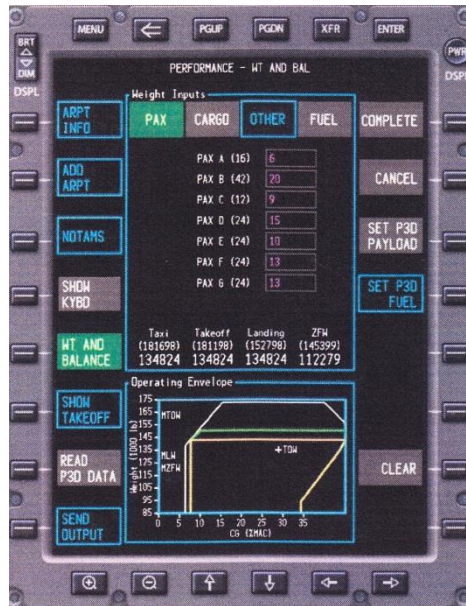 MENU PGUP PGDN XFR ENTER
BRT
DIM
PWR
DSPL
DSPL
PERFORMANCE - WT AND BAL
Weight Inputs
ARPT INFO
PAX CARGO OTHER FUEL
COMPLETE
PAX A (16) 6
PAX B (42) 20
PAX C (12) 9
PAX D (24) 15
PAX E (24) 10
PAX F (24) 13
PAX G (24) 13
ADD ARPT
CANCEL
NOTAMS
SET P3D PAYLOAD
SHOW KYBD
SET P3D FUEL
WT AND BALANCE
Taxi Takeoff Landing ZFW
(181698) (181198) (152798) (145399)
134824 134824 134824 112279
Operating Envelope
SHOW TAKEOFF
READ P3D DATA
CLEAR
SEND OUTPUT
Weight (1000 lb)
175
165
155
145
135
125
115
105
95
85
MTOW
MLW
MZFW
+TOW
0 5 10 15 20 25 30 35
CG (%MAC)